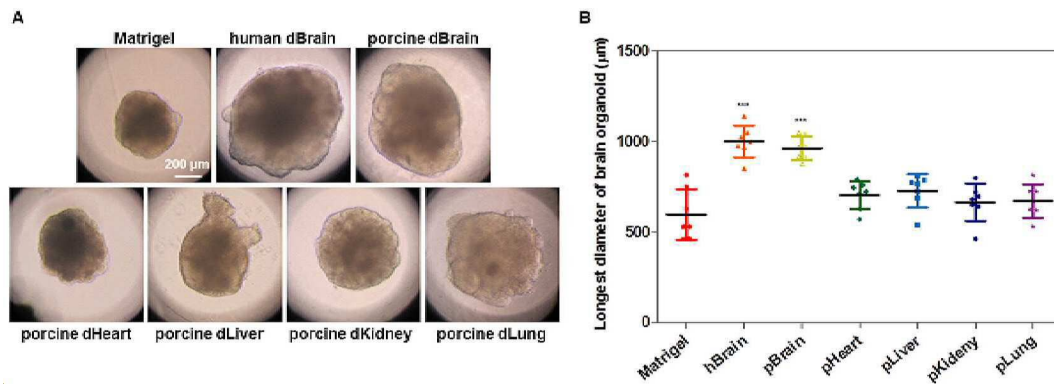 A
Matrigel
human dBrain
porcine dBrain
200 μm
porcine dHeart
porcine dLiver
porcine dKidney
porcine dLung
B
Longest diameter of brain organoid (μm)
1500
1000
500
0
***
***
Matrigel
hBrain
pBrain
pHeart
pLiver
pKideny
pLung